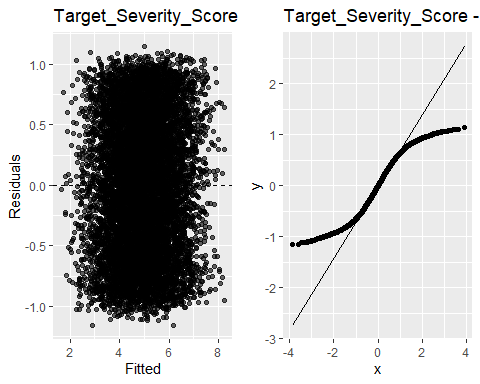 Target_Severity_Score
Residuals
1.0
0.5
0.0
-0.5
-1.0
2 4 6 8
Fitted
Target_Severity_Score -
y
2
1
0
-1
-2
-3
-4 -2 0 2 4
x